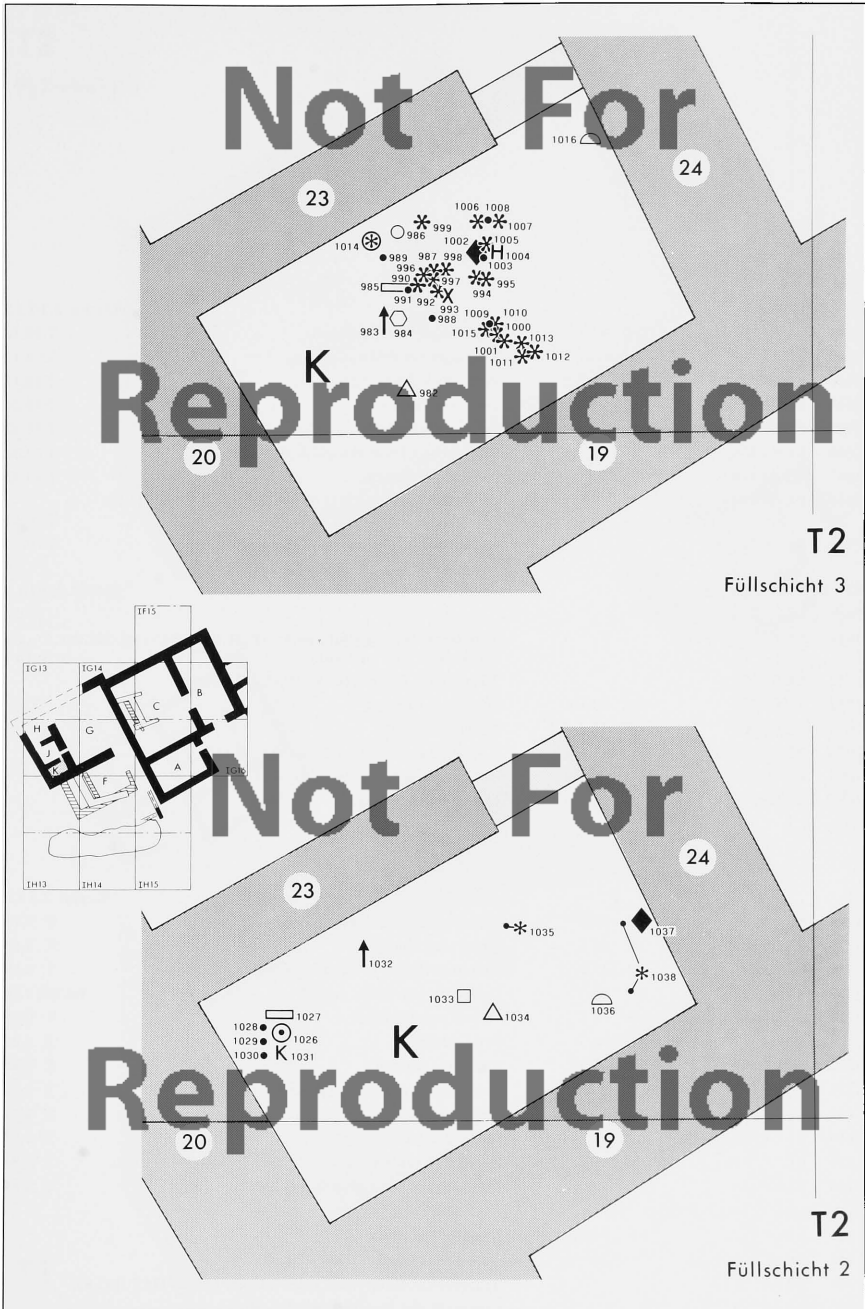 Not For
1016
24
23
1006 1008
999
1007
986
1002
1005
1014
H
1004
989
987
998
1003
996
990
997
994
995
985
991
992
X
993
988
1009
1010
983
984
1015
1000
1013
1001
1012
1011
K
982
Reproduction
20
19
T2
Füllschicht 3
IF15
IG13
IG14
B
C
H
G
J
K
A
F
IG16
IH13
IH14
IH15
Not For
24
23
1035
1037
1032
1038
1033
1034
1036
1027
1028
1029
1026
1030
K
1031
K
Reproduction
20
19
T2
Füllschicht 2